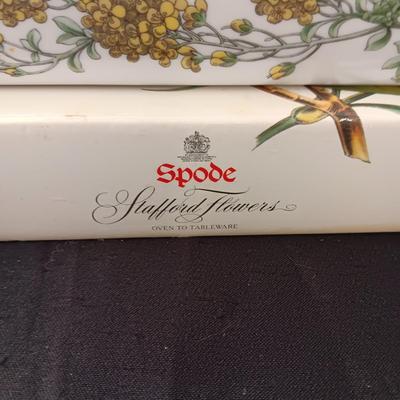 Spode
Stafford Flowers
OVEN TO TABLEWARE